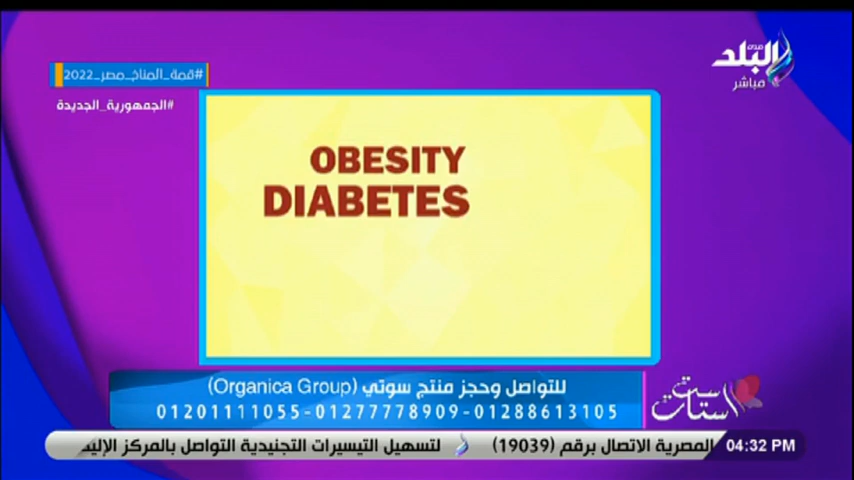 صدى
البلد
مباشر
#قمة_المناخ_مصر_2022
#الجمهورية_الجديدة
OBESITY
DIABETES
للتواصل وحجز منتج سوتي (Organica Group)
01201111055-01277778909-01288613105
ست
الستات
المصرية الاتصال برقم (19039) لتسهيل التيسيرات التجنيدية التواصل بالمركز
04:32 PM